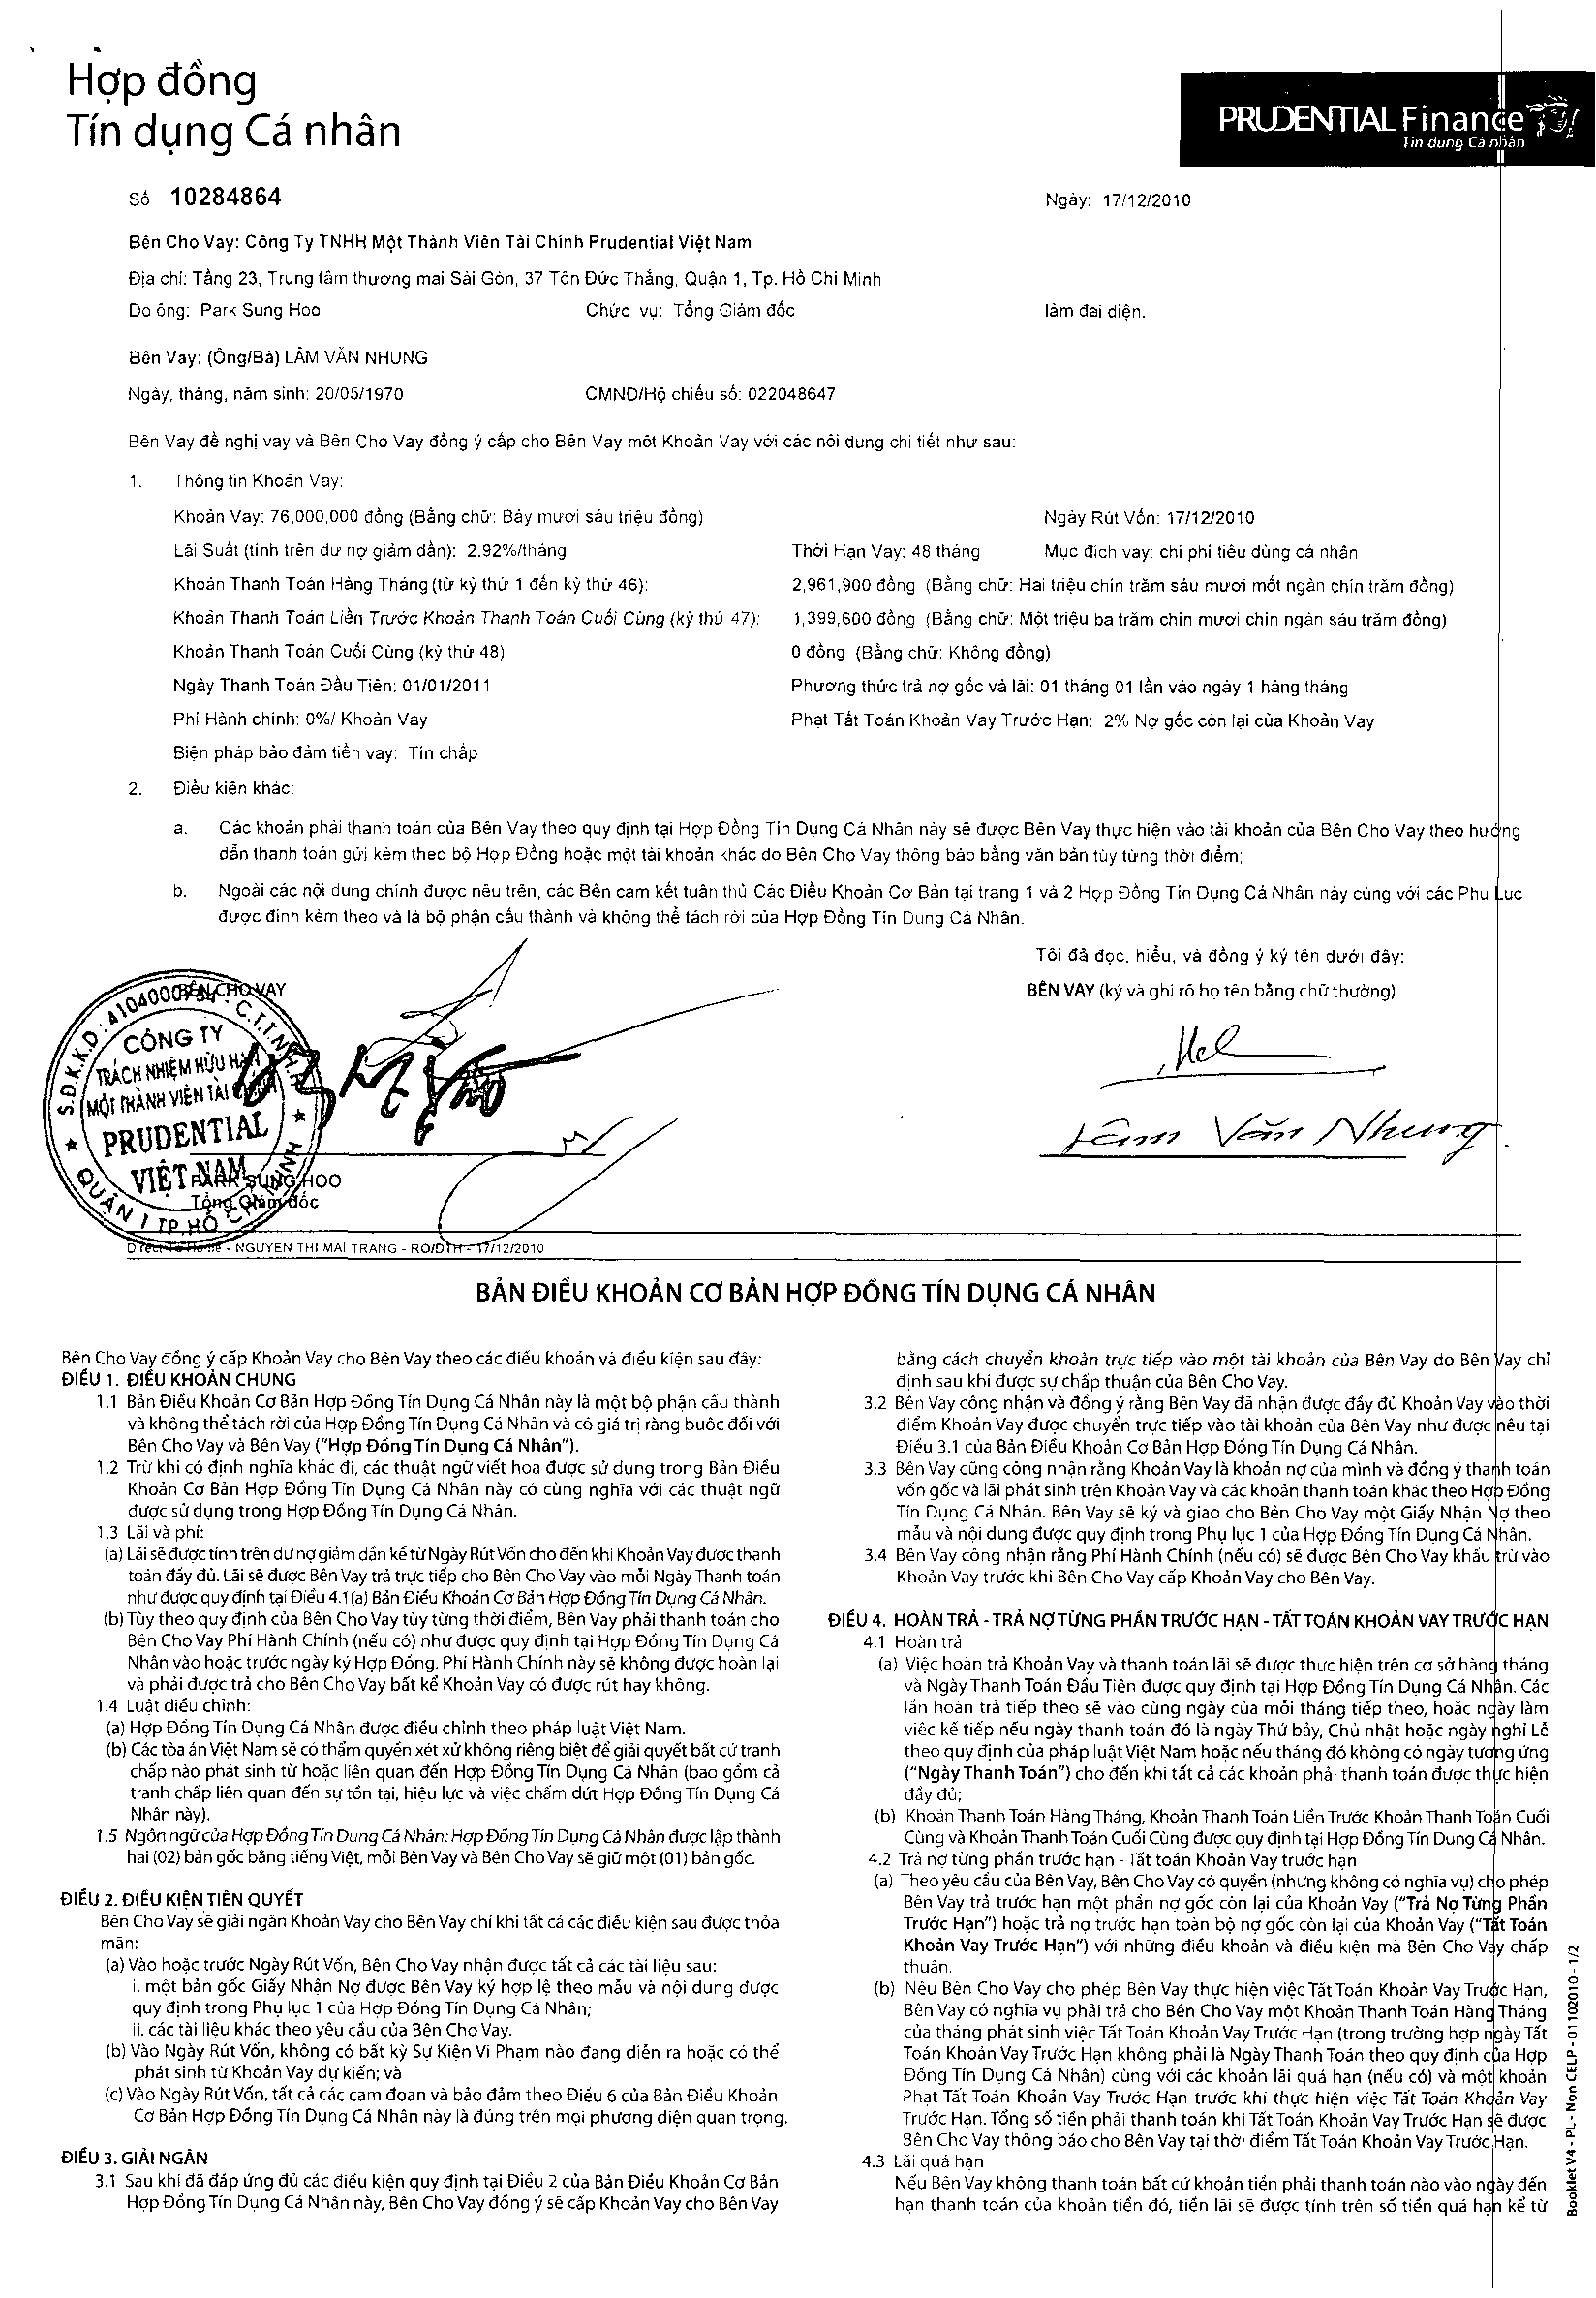 Hợp đồng
Tín dụng Cá nhân
PRUDENTIAL Finance
Tín dụng Cá nhân
Số 10284864
Ngày: 17/12/2010
Bên Cho Vay: Công Ty TNHH Một Thành Viên Tài Chính Prudential Việt Nam
Địa chỉ: Tầng 23, Trung tâm thương mại Sài Gòn, 37 Tôn Đức Thắng, Quận 1, Tp. Hồ Chí Minh
Do ông: Park Sung Hoo Chức vụ: Tổng Giám đốc làm đại diện.
Bên Vay: (Ông/Bà) LÂM VĂN NHUNG
Ngày, tháng, năm sinh: 20/05/1970 CMND/Hộ chiếu số: 022048647
Bên Vay đề nghị vay và Bên Cho Vay đồng ý cấp cho Bên Vay một Khoản Vay với các nội dung chi tiết như sau:
1. Thông tin Khoản Vay:
Khoản Vay: 76,000,000 đồng (Bằng chữ: Bảy mươi sáu triệu đồng) Ngày Rút Vốn: 17/12/2010
Lãi Suất (tính trên dư nợ giảm dần): 2.92%/tháng Thời Hạn Vay: 48 tháng Mục đích vay: chi phí tiêu dùng cá nhân
Khoản Thanh Toán Hàng Tháng (từ kỳ thứ 1 đến kỳ thứ 46): 2,961,900 đồng (Bằng chữ: Hai triệu chín trăm sáu mươi mốt ngàn chín trăm đồng)
Khoản Thanh Toán Liền Trước Khoản Thanh Toán Cuối Cùng (kỳ thứ 47): 1,399,600 đồng (Bằng chữ: Một triệu ba trăm chín mươi chín ngàn sáu trăm đồng)
Khoản Thanh Toán Cuối Cùng (kỳ thứ 48) 0 đồng (Bằng chữ: Không đồng)
Ngày Thanh Toán Đầu Tiên: 01/01/2011 Phương thức trả nợ gốc và lãi: 01 tháng 01 lần vào ngày 1 hàng tháng
Phí Hành chính: 0%/ Khoản Vay Phạt Tất Toán Khoản Vay Trước Hạn: 2% Nợ gốc còn lại của Khoản Vay
Biện pháp bảo đảm tiền vay: Tín chấp
2. Điều kiện khác:
a. Các khoản phải thanh toán của Bên Vay theo quy định tại Hợp Đồng Tín Dụng Cá Nhân này sẽ được Bên Vay thực hiện vào tài khoản của Bên Cho Vay theo hướng
dẫn thanh toán gửi kèm theo bộ Hợp Đồng hoặc một tài khoản khác do Bên Cho Vay thông báo bằng văn bản tùy từng thời điểm;
b. Ngoài các nội dung chính được nêu trên, các Bên cam kết tuân thủ Các Điều Khoản Cơ Bản tại trang 1 và 2 Hợp Đồng Tín Dụng Cá Nhân này cùng với các Phụ Lục
được đính kèm theo và là bộ phận cấu thành và không thể tách rời của Hợp Đồng Tín Dụng Cá Nhân.
Tôi đã đọc, hiểu, và đồng ý ký tên dưới đây:
BÊN CHO VAY
BÊN VAY (ký và ghi rõ họ tên bằng chữ thường)
CÔNG TY
TRÁCH NHIỆM HỮU HẠN
MỘT THÀNH VIÊN TÀI CHÍNH
PRUDENTIAL
VIỆT NAM
QUẬN 1 TP. HỒ CHÍ MINH
Lâm Văn Nhung
PARK SUNG HOO
Tổng Giám đốc
Direct To Home - NGUYEN THI MAI TRANG - RO/DTH - 17/12/2010
BẢN ĐIỀU KHOẢN CƠ BẢN HỢP ĐỒNG TÍN DỤNG CÁ NHÂN
Bên Cho Vay đồng ý cấp Khoản Vay cho Bên Vay theo các điều khoản và điều kiện sau đây:
ĐIỀU 1. ĐIỀU KHOẢN CHUNG
1.1 Bản Điều Khoản Cơ Bản Hợp Đồng Tín Dụng Cá Nhân này là một bộ phận cấu thành
và không thể tách rời của Hợp Đồng Tín Dụng Cá Nhân và có giá trị ràng buộc đối với
Bên Cho Vay và Bên Vay ("Hợp Đồng Tín Dụng Cá Nhân").
1.2 Trừ khi có định nghĩa khác đi, các thuật ngữ viết hoa được sử dụng trong Bản Điều
Khoản Cơ Bản Hợp Đồng Tín Dụng Cá Nhân này có cùng nghĩa với các thuật ngữ
được sử dụng trong Hợp Đồng Tín Dụng Cá Nhân.
1.3 Lãi và phí:
(a) Lãi sẽ được tính trên dư nợ giảm dần kể từ Ngày Rút Vốn cho đến khi Khoản Vay được thanh
toán đầy đủ. Lãi sẽ được Bên Vay trả trực tiếp cho Bên Cho Vay vào mỗi Ngày Thanh toán
như được quy định tại Điều 4.1(a) Bản Điều Khoản Cơ Bản Hợp Đồng Tín Dụng Cá Nhân.
(b) Tùy theo quy định của Bên Cho Vay tùy từng thời điểm, Bên Vay phải thanh toán cho
Bên Cho Vay Phí Hành Chính (nếu có) như được quy định tại Hợp Đồng Tín Dụng Cá
Nhân vào hoặc trước ngày ký Hợp Đồng. Phí Hành Chính này sẽ không được hoàn lại
và phải được trả cho Bên Cho Vay bất kể Khoản Vay có được rút hay không.
1.4 Luật điều chỉnh:
(a) Hợp Đồng Tín Dụng Cá Nhân được điều chỉnh theo pháp luật Việt Nam.
(b) Các tòa án Việt Nam sẽ có thẩm quyền xét xử không riêng biệt để giải quyết bất cứ tranh
chấp nào phát sinh từ hoặc liên quan đến Hợp Đồng Tín Dụng Cá Nhân (bao gồm cả
tranh chấp liên quan đến sự tồn tại, hiệu lực và việc chấm dứt Hợp Đồng Tín Dụng Cá
Nhân này).
1.5 Ngôn ngữ của Hợp Đồng Tín Dụng Cá Nhân: Hợp Đồng Tín Dụng Cá Nhân được lập thành
hai (02) bản gốc bằng tiếng Việt, mỗi Bên Vay và Bên Cho Vay sẽ giữ một (01) bản gốc.
ĐIỀU 2. ĐIỀU KIỆN TIÊN QUYẾT
Bên Cho Vay sẽ giải ngân Khoản Vay cho Bên Vay chỉ khi tất cả các điều kiện sau được thỏa
mãn:
(a) Vào hoặc trước Ngày Rút Vốn, Bên Cho Vay nhận được tất cả các tài liệu sau:
i. một bản gốc Giấy Nhận Nợ được Bên Vay ký hợp lệ theo mẫu và nội dung được
quy định trong Phụ lục 1 của Hợp Đồng Tín Dụng Cá Nhân;
ii. các tài liệu khác theo yêu cầu của Bên Cho Vay.
(b) Vào Ngày Rút Vốn, không có bất kỳ Sự Kiện Vi Phạm nào đang diễn ra hoặc có thể
phát sinh từ Khoản Vay dự kiến; và
(c) Vào Ngày Rút Vốn, tất cả các cam đoan và bảo đảm theo Điều 6 của Bản Điều Khoản
Cơ Bản Hợp Đồng Tín Dụng Cá Nhân này là đúng trên mọi phương diện quan trọng.
ĐIỀU 3. GIẢI NGÂN
3.1 Sau khi đã đáp ứng đủ các điều kiện quy định tại Điều 2 của Bản Điều Khoản Cơ Bản
Hợp Đồng Tín Dụng Cá Nhân này, Bên Cho Vay đồng ý sẽ cấp Khoản Vay cho Bên Vay
bằng cách chuyển khoản trực tiếp vào một tài khoản của Bên Vay do Bên Vay chỉ
định sau khi được sự chấp thuận của Bên Cho Vay.
3.2 Bên Vay công nhận và đồng ý rằng Bên Vay đã nhận được đầy đủ Khoản Vay vào thời
điểm Khoản Vay được chuyển trực tiếp vào tài khoản của Bên Vay như được nêu tại
Điều 3.1 của Bản Điều Khoản Cơ Bản Hợp Đồng Tín Dụng Cá Nhân.
3.3 Bên Vay cũng công nhận rằng Khoản Vay là khoản nợ của mình và đồng ý thanh toán
vốn gốc và lãi phát sinh trên Khoản Vay và các khoản thanh toán khác theo Hợp Đồng
Tín Dụng Cá Nhân. Bên Vay sẽ ký và giao cho Bên Cho Vay một Giấy Nhận Nợ theo
mẫu và nội dung được quy định trong Phụ lục 1 của Hợp Đồng Tín Dụng Cá Nhân.
3.4 Bên Vay công nhận rằng Phí Hành Chính (nếu có) sẽ được Bên Cho Vay khấu trừ vào
Khoản Vay trước khi Bên Cho Vay cấp Khoản Vay cho Bên Vay.
ĐIỀU 4. HOÀN TRẢ - TRẢ NỢ TỪNG PHẦN TRƯỚC HẠN - TẤT TOÁN KHOẢN VAY TRƯỚC HẠN
4.1 Hoàn trả
(a) Việc hoàn trả Khoản Vay và thanh toán lãi sẽ được thực hiện trên cơ sở hàng tháng
và Ngày Thanh Toán Đầu Tiên được quy định tại Hợp Đồng Tín Dụng Cá Nhân. Các
lần hoàn trả tiếp theo sẽ vào cùng ngày của mỗi tháng tiếp theo, hoặc ngày làm
việc kế tiếp nếu ngày thanh toán đó là ngày Thứ bảy, Chủ nhật hoặc ngày nghỉ Lễ
theo quy định của pháp luật Việt Nam hoặc nếu tháng đó không có ngày tương ứng
("Ngày Thanh Toán") cho đến khi tất cả các khoản phải thanh toán được thực hiện
đầy đủ;
(b) Khoản Thanh Toán Hàng Tháng, Khoản Thanh Toán Liền Trước Khoản Thanh Toán Cuối
Cùng và Khoản Thanh Toán Cuối Cùng được quy định tại Hợp Đồng Tín Dụng Cá Nhân.
4.2 Trả nợ từng phần trước hạn - Tất toán Khoản Vay trước hạn
(a) Theo yêu cầu của Bên Vay, Bên Cho Vay có quyền (nhưng không có nghĩa vụ) cho phép
Bên Vay trả trước hạn một phần nợ gốc còn lại của Khoản Vay ("Trả Nợ Từng Phần
Trước Hạn") hoặc trả nợ trước hạn toàn bộ nợ gốc còn lại của Khoản Vay ("Tất Toán
Khoản Vay Trước Hạn") với những điều khoản và điều kiện mà Bên Cho Vay chấp
thuận.
(b) Nếu Bên Cho Vay cho phép Bên Vay thực hiện việc Tất Toán Khoản Vay Trước Hạn,
Bên Vay có nghĩa vụ phải trả cho Bên Cho Vay một Khoản Thanh Toán Hàng Tháng
của tháng phát sinh việc Tất Toán Khoản Vay Trước Hạn (trong trường hợp ngày Tất
Toán Khoản Vay Trước Hạn không phải là Ngày Thanh Toán theo quy định của Hợp
Đồng Tín Dụng Cá Nhân) cùng với các khoản lãi quá hạn (nếu có) và một khoản
Phạt Tất Toán Khoản Vay Trước Hạn trước khi thực hiện việc Tất Toán Khoản Vay
Trước Hạn. Tổng số tiền phải thanh toán khi Tất Toán Khoản Vay Trước Hạn sẽ được
Bên Cho Vay thông báo cho Bên Vay tại thời điểm Tất Toán Khoản Vay Trước Hạn.
4.3 Lãi quá hạn
Nếu Bên Vay không thanh toán bất cứ khoản tiền phải thanh toán nào vào ngày đến
hạn thanh toán của khoản tiền đó, tiền lãi sẽ được tính trên số tiền quá hạn kể từ
Booklet V4 - PL - Non CELP - 01102010 - 1/2